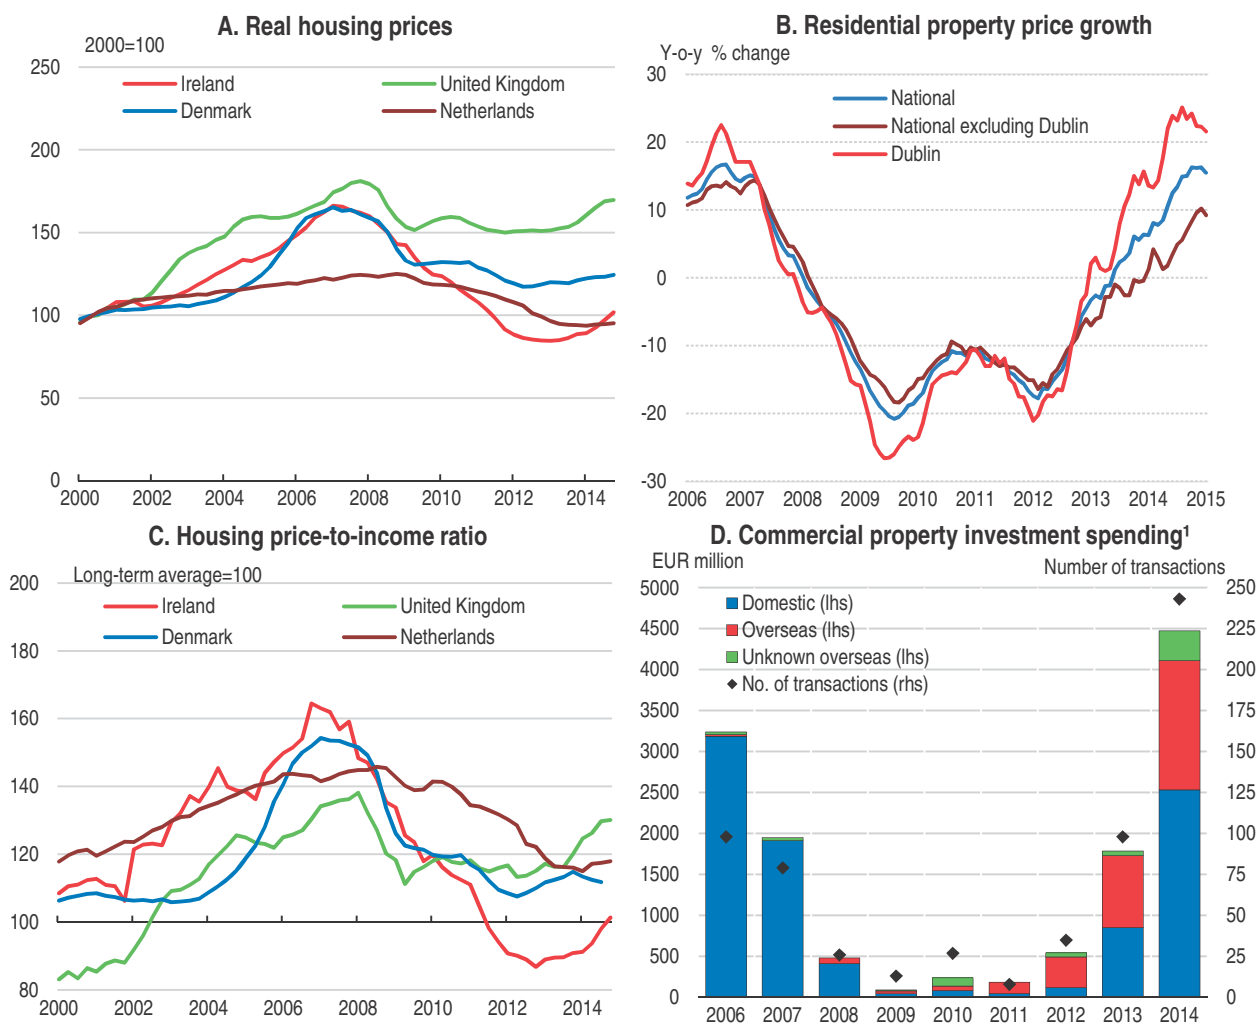 A. Real housing prices
2000=100
250
200
150
100
50
0
Ireland
United Kingdom
Denmark
Netherlands
2000 2002 2004 2006 2008 2010 2012 2014
B. Residential property price growth
Y-o-y % change
30
20
10
0
-10
-20
-30
National
National excluding Dublin
Dublin
2006 2007 2008 2009 2010 2011 2012 2013 2014 2015
C. Housing price-to-income ratio
Long-term average=100
200
180
160
140
120
100
80
Ireland
United Kingdom
Denmark
Netherlands
2000 2002 2004 2006 2008 2010 2012 2014
D. Commercial property investment spending¹
EUR million
Number of transactions
5000
4500
4000
3500
3000
2500
2000
1500
1000
500
0
Domestic (lhs)
Overseas (lhs)
Unknown overseas (lhs)
No. of transactions (rhs)
250
225
200
175
150
125
100
75
50
25
0
2006 2007 2008 2009 2010 2011 2012 2013 2014